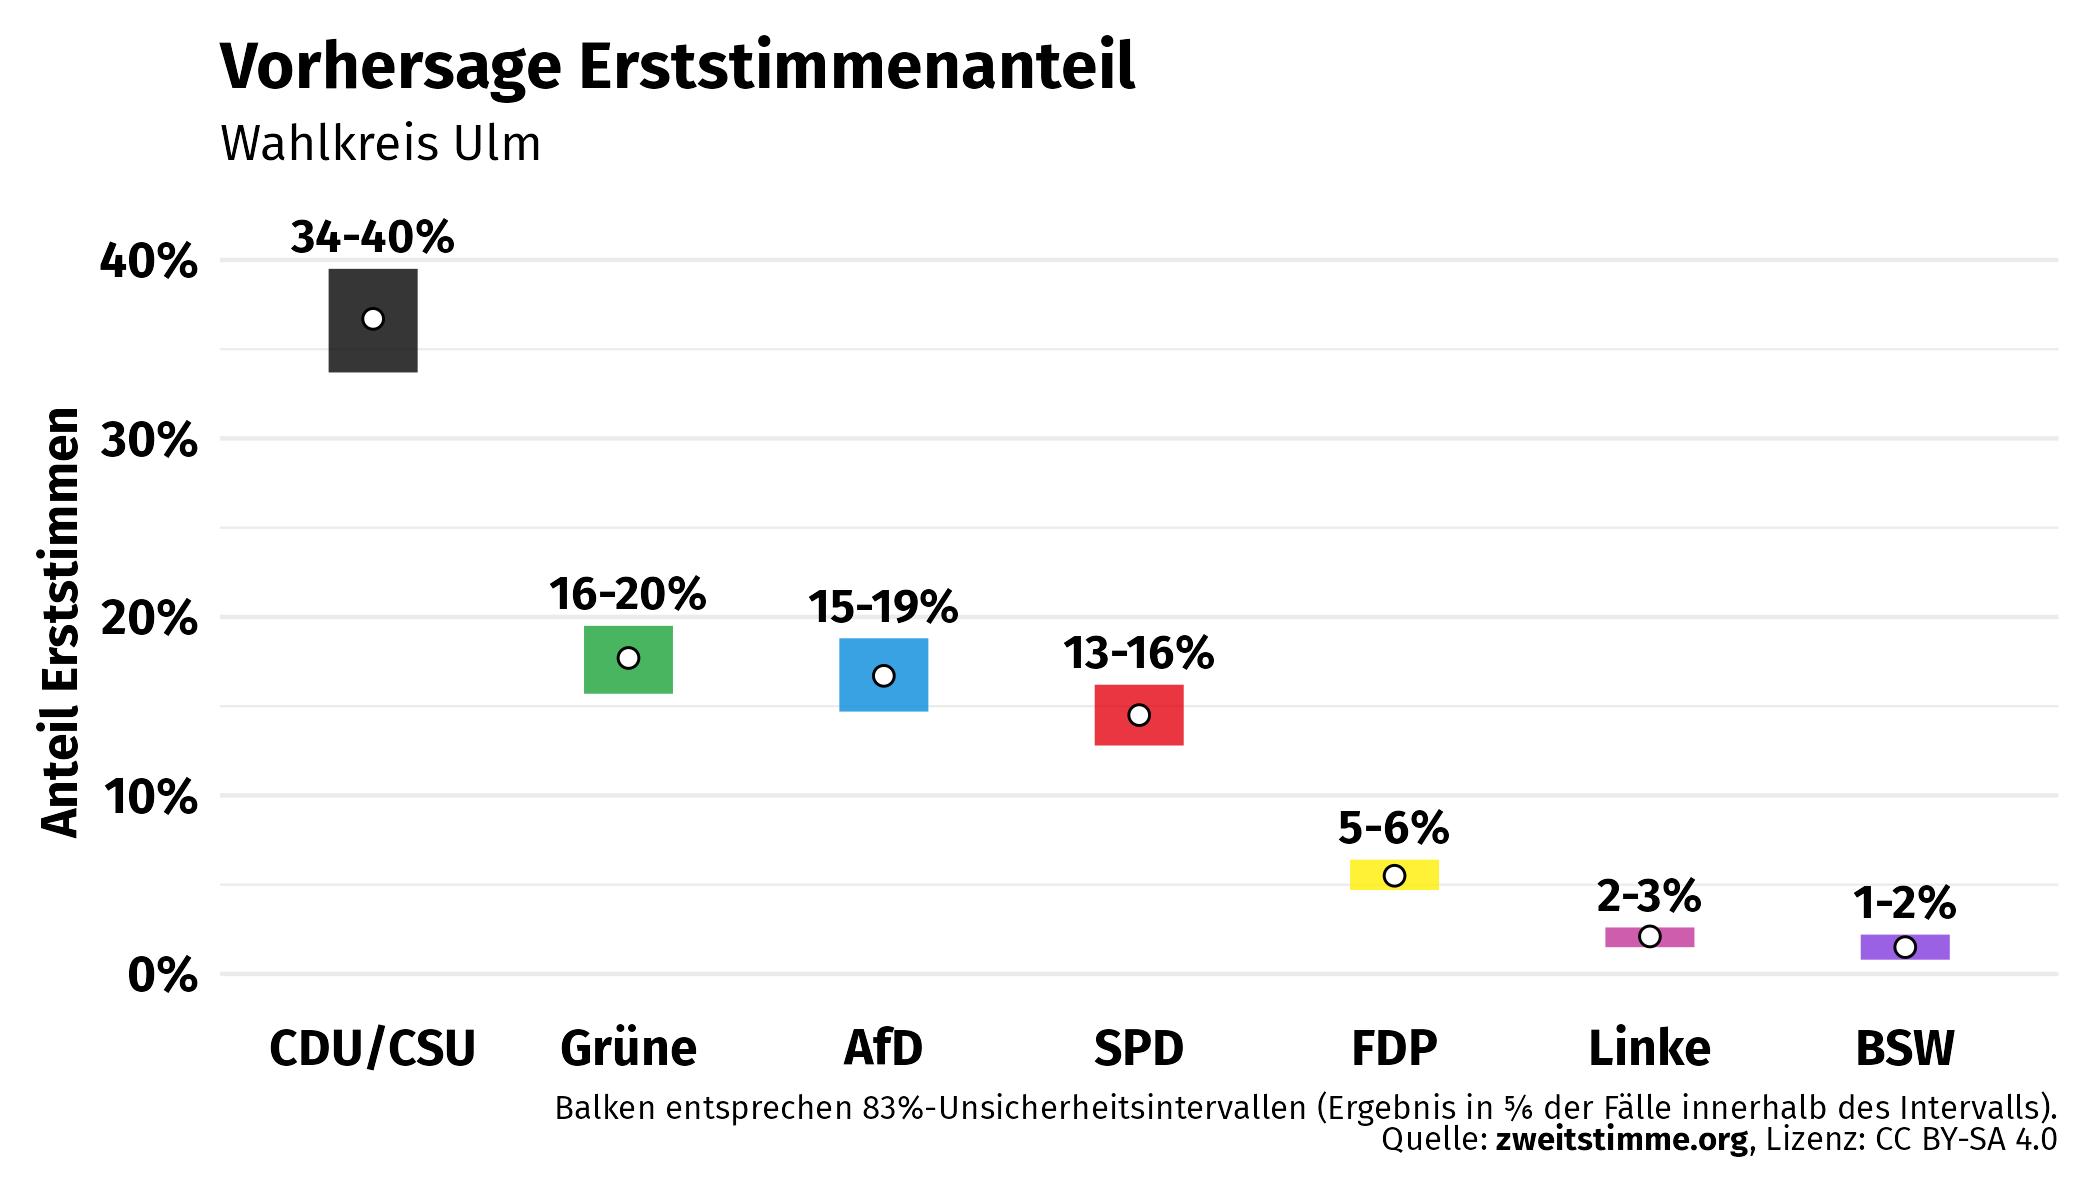 Vorhersage Erststimmenanteil
Wahlkreis Ulm
Anteil Erststimmen
40%
30%
20%
10%
0%
34-40%
16-20%
15-19%
13-16%
5-6%
2-3%
1-2%
CDU/CSU Grüne AfD SPD FDP Linke BSW
Balken entsprechen 83%-Unsicherheitsintervallen (Ergebnis in ⅚ der Fälle innerhalb des Intervalls).
Quelle: zweitstimme.org, Lizenz: CC BY-SA 4.0